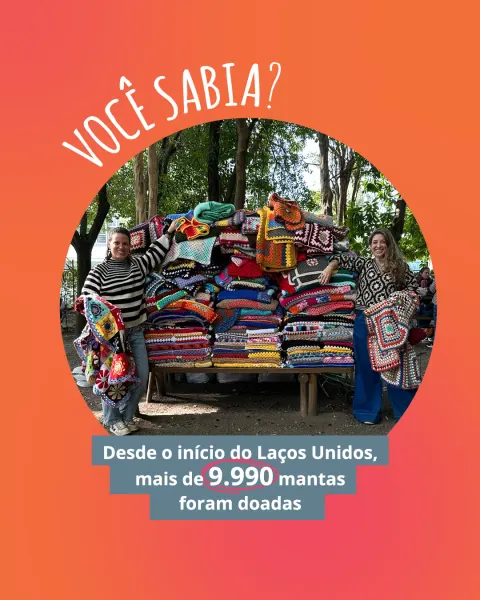 VOCÊ SABIA?
Desde o início do Laços Unidos,
mais de 9.990 mantas
foram doadas